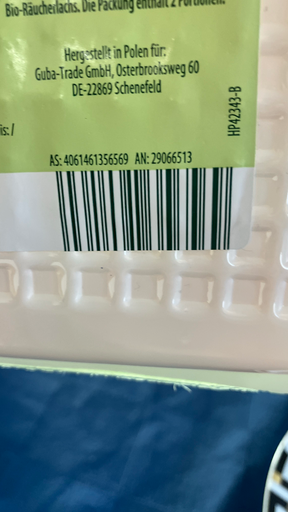 Bio-Räucherlachs. Die Packung enthält 2 Portionen.
Hergestellt in Polen für:
Guba-Trade GmbH, Osterbrooksweg 60
DE-22869 Schenefeld
is: /
HP42343-B
AS: 4061461356569 AN: 29066513